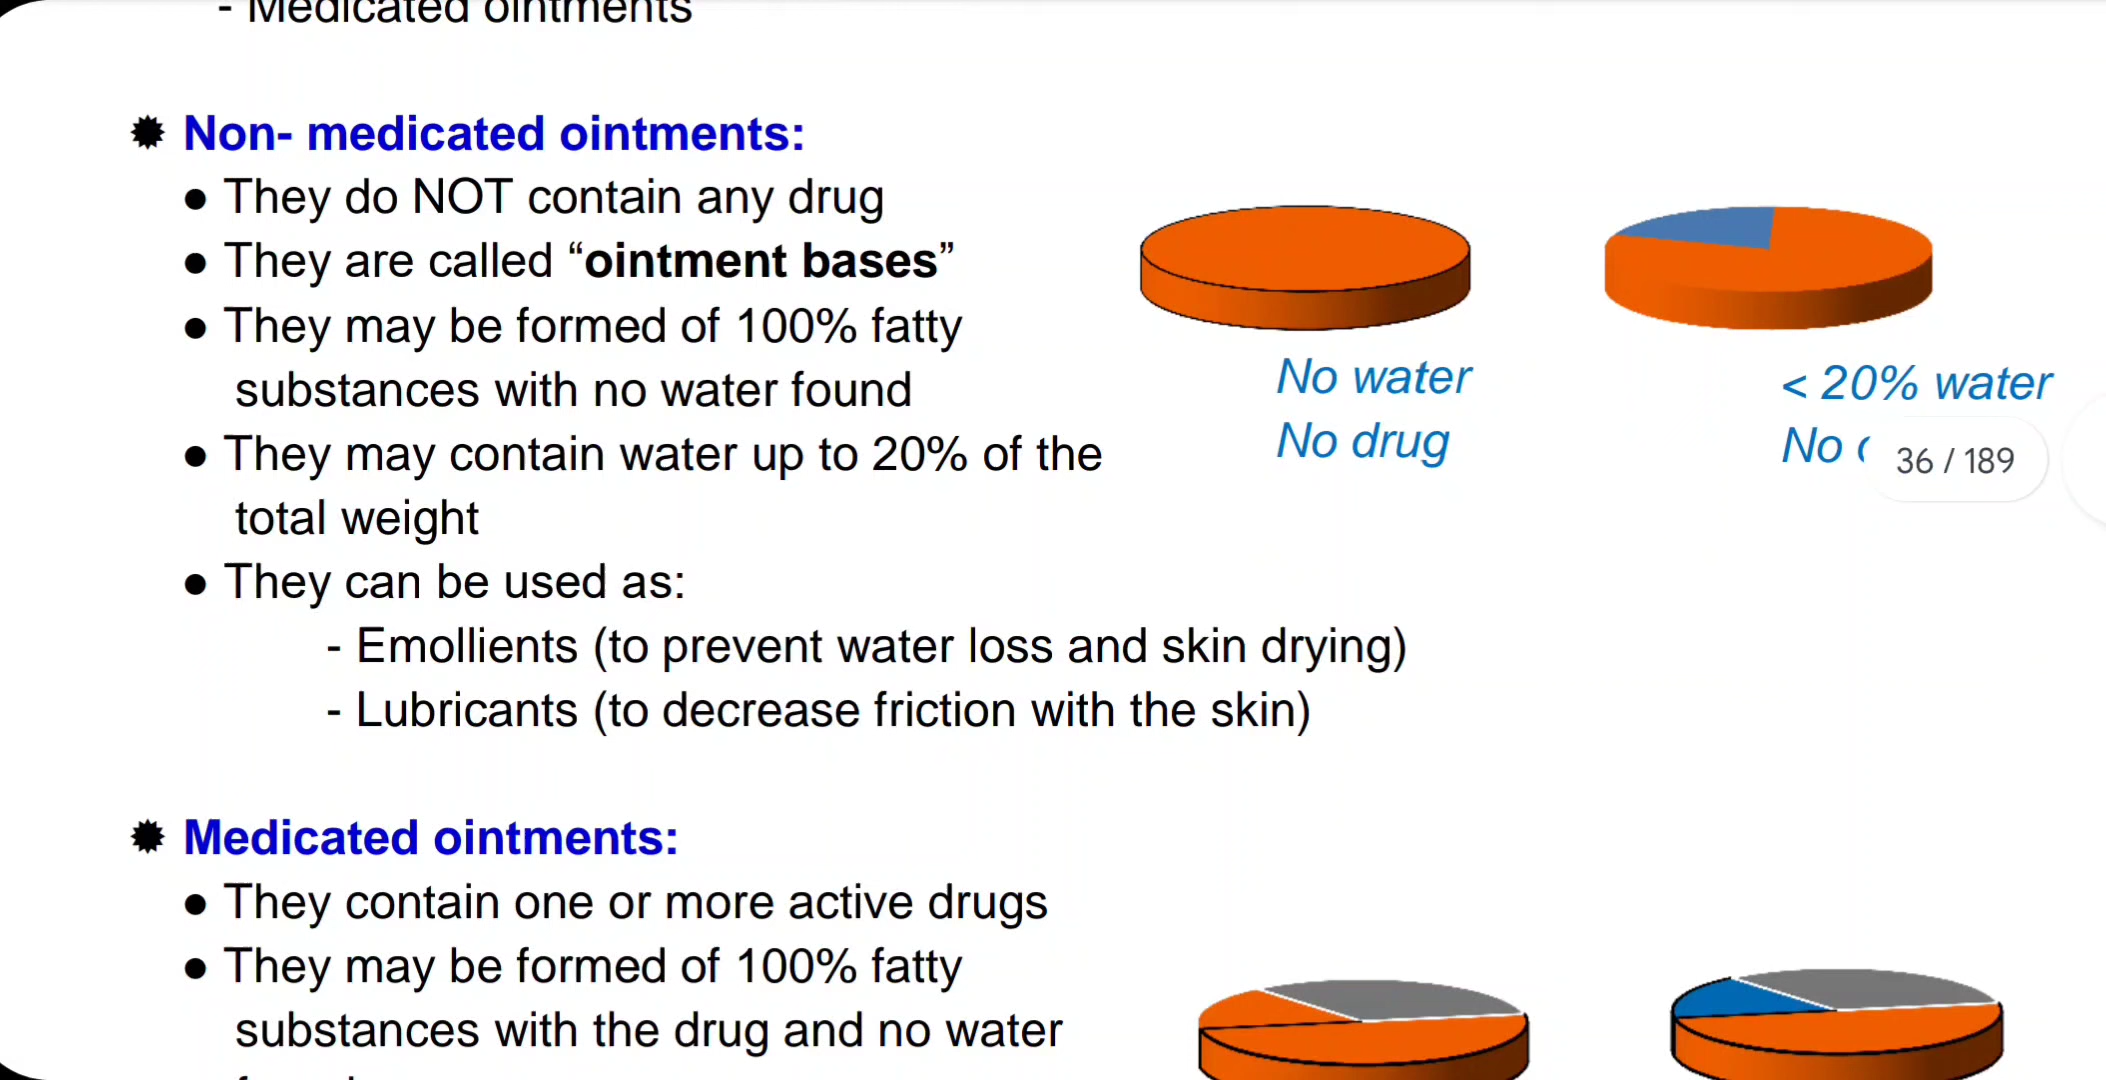 - Medicated ointments
Non- medicated ointments:
● They do NOT contain any drug
● They are called “ointment bases”
● They may be formed of 100% fatty
substances with no water found
● They may contain water up to 20% of the
total weight
● They can be used as:
- Emollients (to prevent water loss and skin drying)
- Lubricants (to decrease friction with the skin)
No water
No drug
< 20% water
No
36 / 189
Medicated ointments:
● They contain one or more active drugs
● They may be formed of 100% fatty
substances with the drug and no water